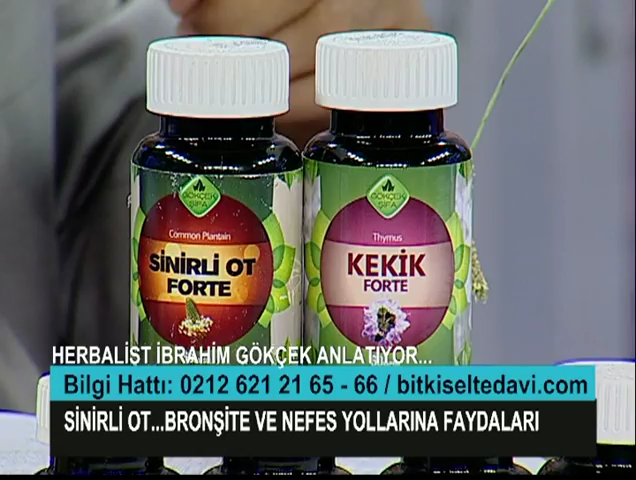 GÖKÇEK
ŞİFA
Common Plantain
SİNİRLİ OT
FORTE
GÖKÇEK
ŞİFA
Thymus
KEKİK
FORTE
HERBALİST İBRAHİM GÖKÇEK ANLATIYOR...
Bilgi Hattı: 0212 621 21 65 - 66 / bitkiseltedavi.com
SİNİRLİ OT...BRONŞİTE VE NEFES YOLLARINA FAYDALARI